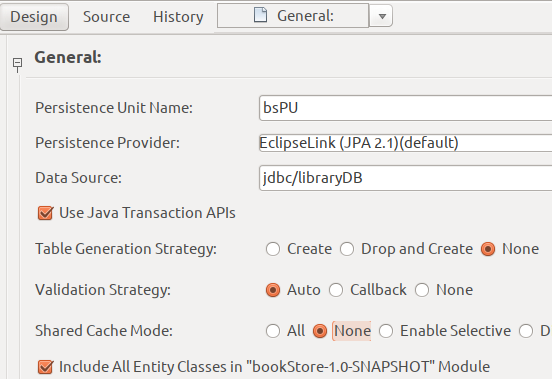 Design Source History General:
General:
Persistence Unit Name: bsPU
Persistence Provider: EclipseLink (JPA 2.1)(default)
Data Source: jdbc/libraryDB
Use Java Transaction APIs
Table Generation Strategy: Create Drop and Create None
Validation Strategy: Auto Callback None
Shared Cache Mode: All None Enable Selective D
Include All Entity Classes in "bookStore-1.0-SNAPSHOT" Module